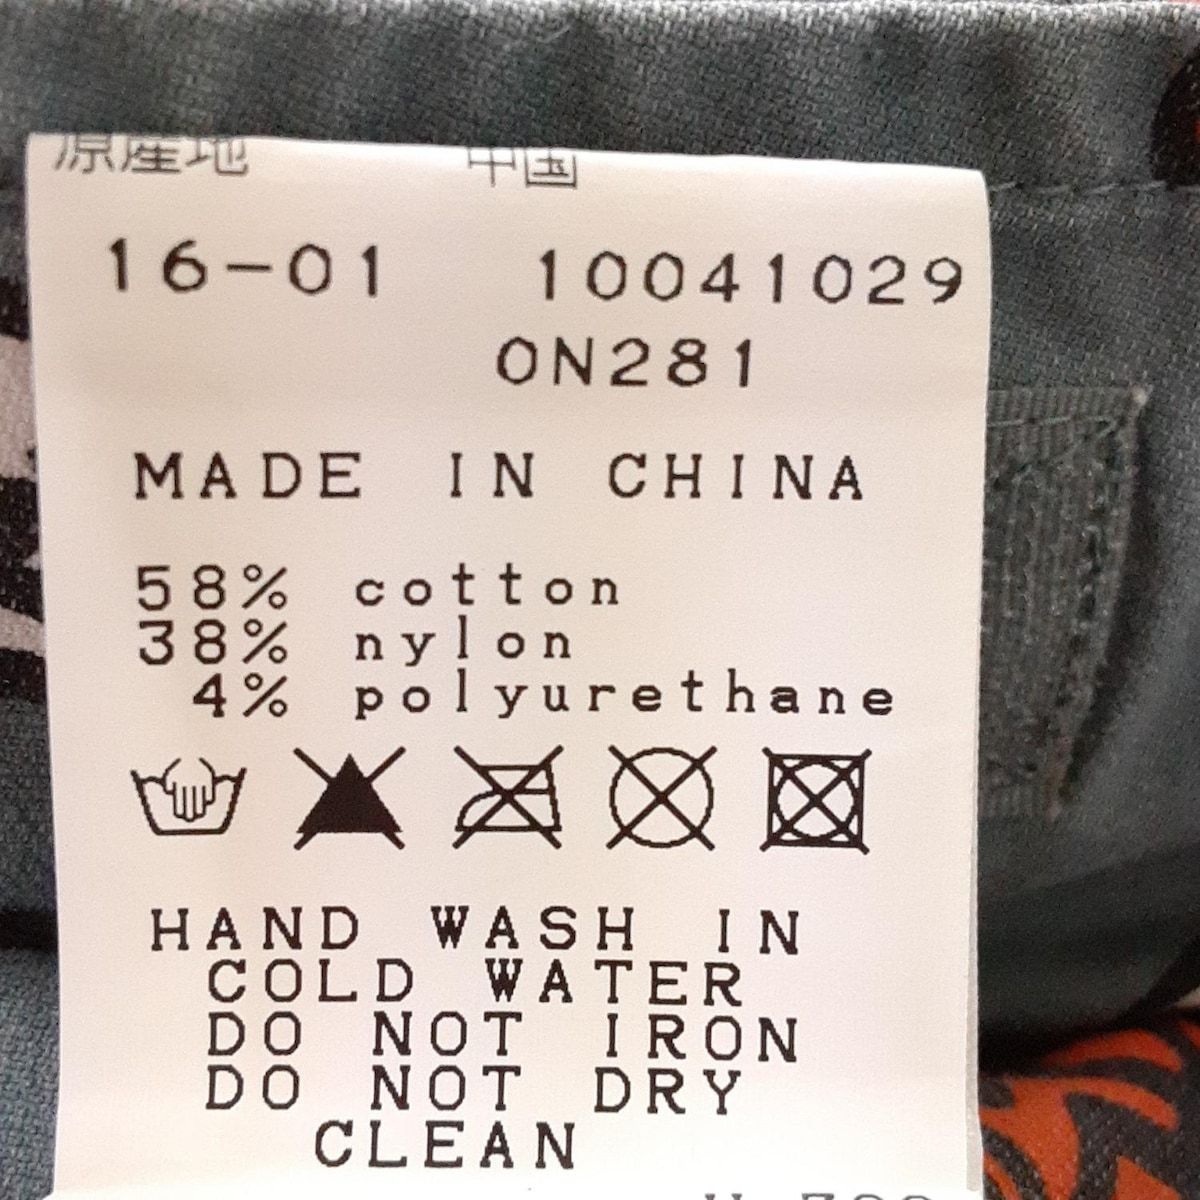 原産地 中国
16-01 10041029
ON281
MADE IN CHINA
58% cotton
38% nylon
4% polyurethane
HAND WASH IN
COLD WATER
DO NOT IRON
DO NOT DRY
CLEAN